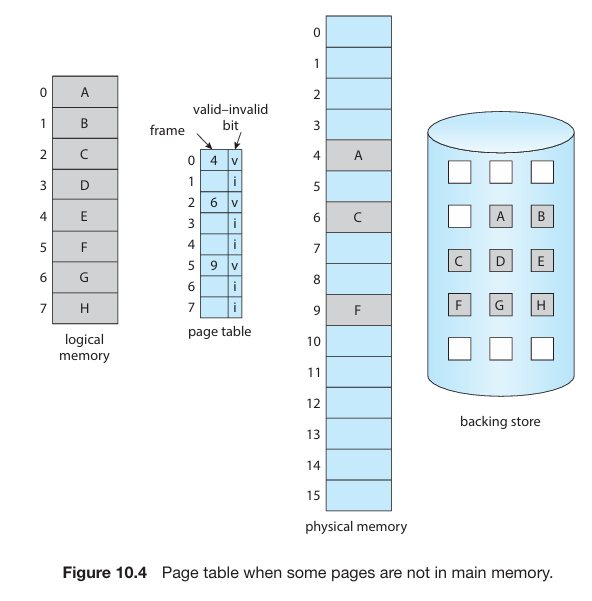 0 A
1 B
2 C
3 D
4 E
5 F
6 G
7 H
logical
memory
valid–invalid
bit
frame
0 4 v
1 i
2 6 v
3 i
4 i
5 9 v
6 i
7 i
page table
0
1
2
3
4 A
5
6 C
7
8
9 F
10
11
12
13
14
15
physical memory
A B
C D E
F G H
backing store
Figure 10.4 Page table when some pages are not in main memory.